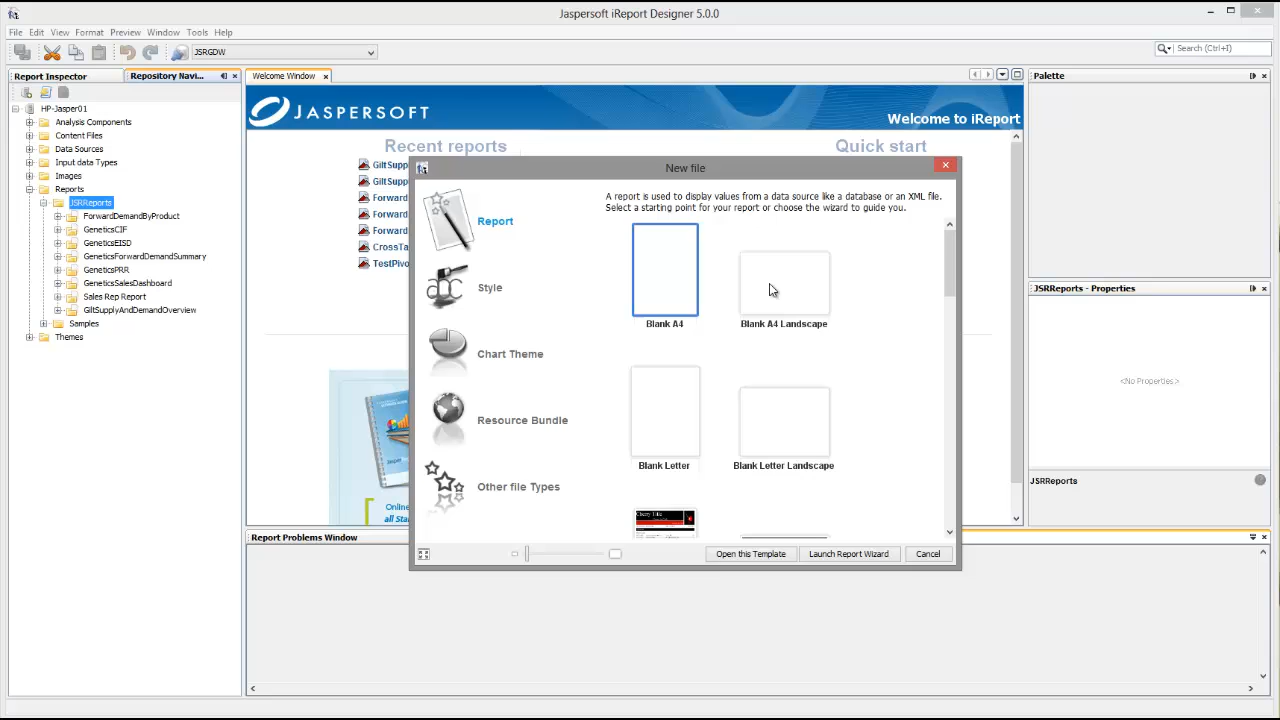 Jaspersoft iReport Designer 5.0.0
File Edit View Format Preview Window Tools Help
JSRGDW
Search (Ctrl+I)
Report Inspector
Repository Navi...
Welcome Window
Palette
HP-Jasper01
Analysis Components
Content Files
Data Sources
Input data Types
Images
Reports
JSRReports
ForwardDemandByProduct
GeneticsCIF
GeneticsEISD
GeneticsForwardDemandSummary
GeneticsPRR
GeneticsSalesDashboard
Sales Rep Report
GiltSupplyAndDemandOverview
Samples
Themes
JASPERSOFT
Welcome to iReport
Recent reports
Quick start
GiltSupp
GiltSupp
Forward
Forward
Forward
CrossTa
TestPivo
Online
all Star
New file
Report
Style
Chart Theme
Resource Bundle
Other file Types
A report is used to display values from a data source like a database or an XML file.
Select a starting point for your report or choose the wizard to guide you.
Blank A4
Blank A4 Landscape
Blank Letter
Blank Letter Landscape
Cherry Title
Open this Template
Launch Report Wizard
Cancel
JSRReports - Properties
<No Properties>
JSRReports
Report Problems Window